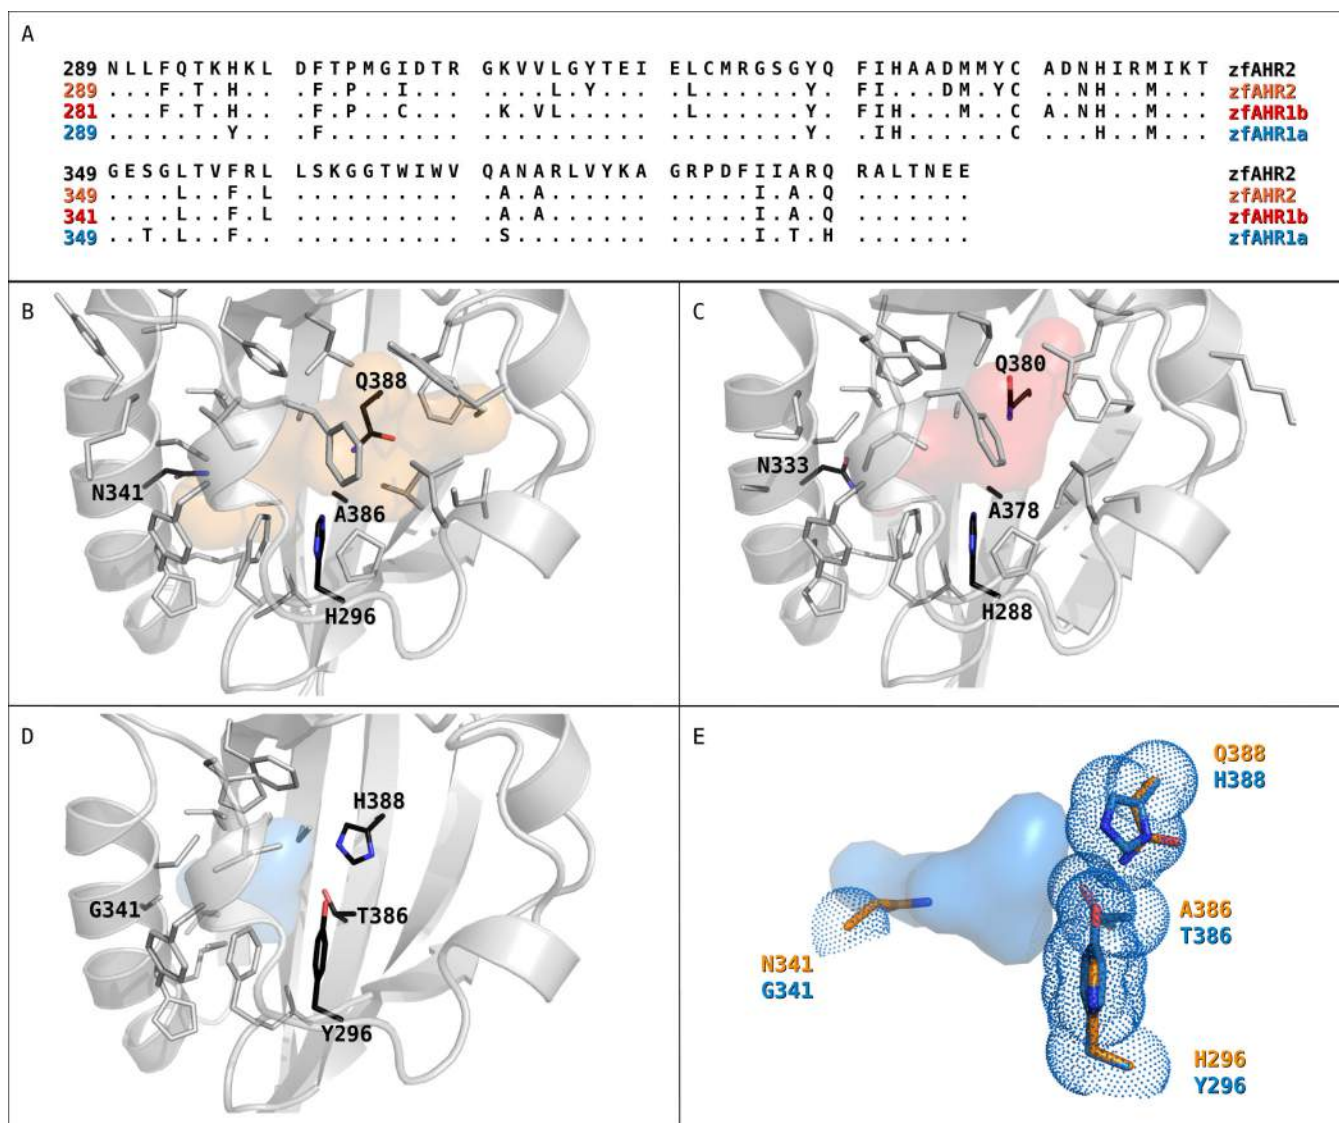 A
289 NLLFQTKHKL DFTPMGIDTR GKVVLGYTEI ELCMRGSGYQ FIHAADMMYC ADNHIRMIKT zfAHR2
289 ...F.T.H.. .F.P..I... ....L.Y... .L......Y. FI...DM.YC ..NH..M... zfAHR2
281 ...F.T.H.. .F.P..C... .K.VL..... .L......Y. FIH...M..C A.NH..M... zfAHR1b
289 .......Y.. .F........ .......... ........Y. .IH......C ...H..M... zfAHR1a
349 GESGLTVFRL LSKGGTWIWV QANARLVYKA GRPDFIIARQ RALTNEE zfAHR2
349 ....L..F.L .......... .A.A...... .....I.A.Q ....... zfAHR2
341 ....L..F.L .......... .A.A...... .....I.A.Q ....... zfAHR1b
349 ..T.L..F.. .......... .S........ .....I.T.H ....... zfAHR1a
B
Q388
N341
A386
H296
C
Q380
N333
A378
H288
D
H388
G341
T386
Y296
E
Q388
H388
A386
T386
N341
G341
H296
Y296